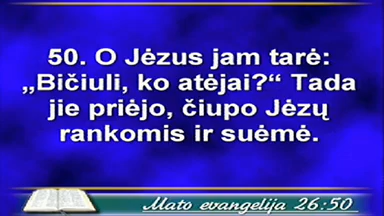 50. O Jėzus jam tarė:
„Bičiuli, ko atėjai?“ Tada
jie priėjo, čiupo Jėzų
rankomis ir suėmė.
Mato evangelija 26:50